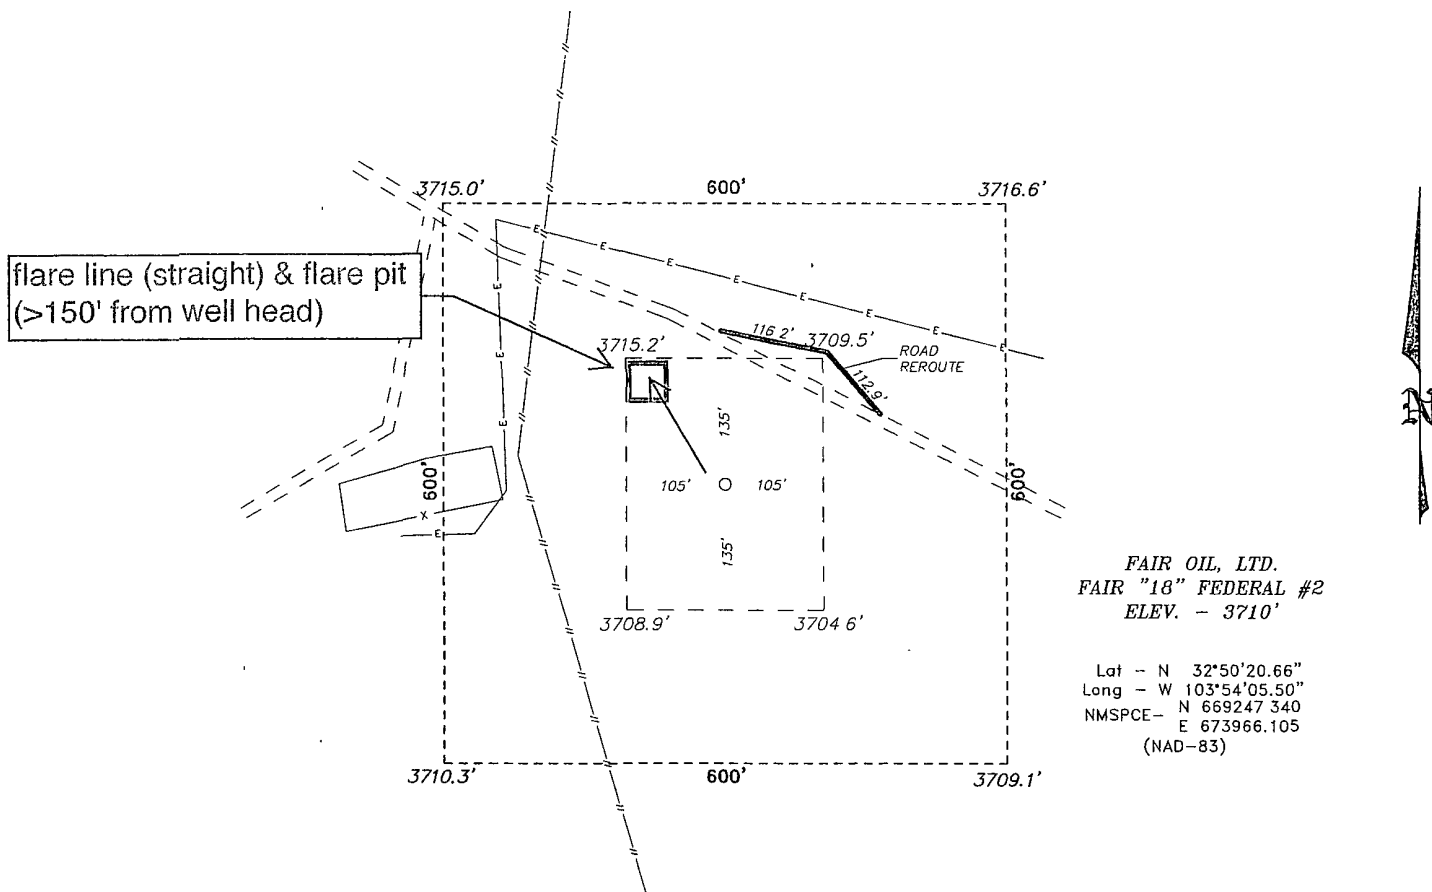 3715.0'
600'
3716.6'
E
E
E
E
E
E
E
E
flare line (straight) & flare pit
(>150' from well head)
E
E
3715.2'
116 2'
3709.5'
ROAD
REROUTE
112.9'
135'
600'
105'
105'
600'
X
E
135'
N
3708.9'
3704 6'
FAIR OIL, LTD.
FAIR "18" FEDERAL #2
ELEV. - 3710'
Lat - N 32°50'20.66"
Long - W 103°54'05.50"
NMSPCE- N 669247 340
E 673966.105
(NAD-83)
3710.3'
600'
3709.1'